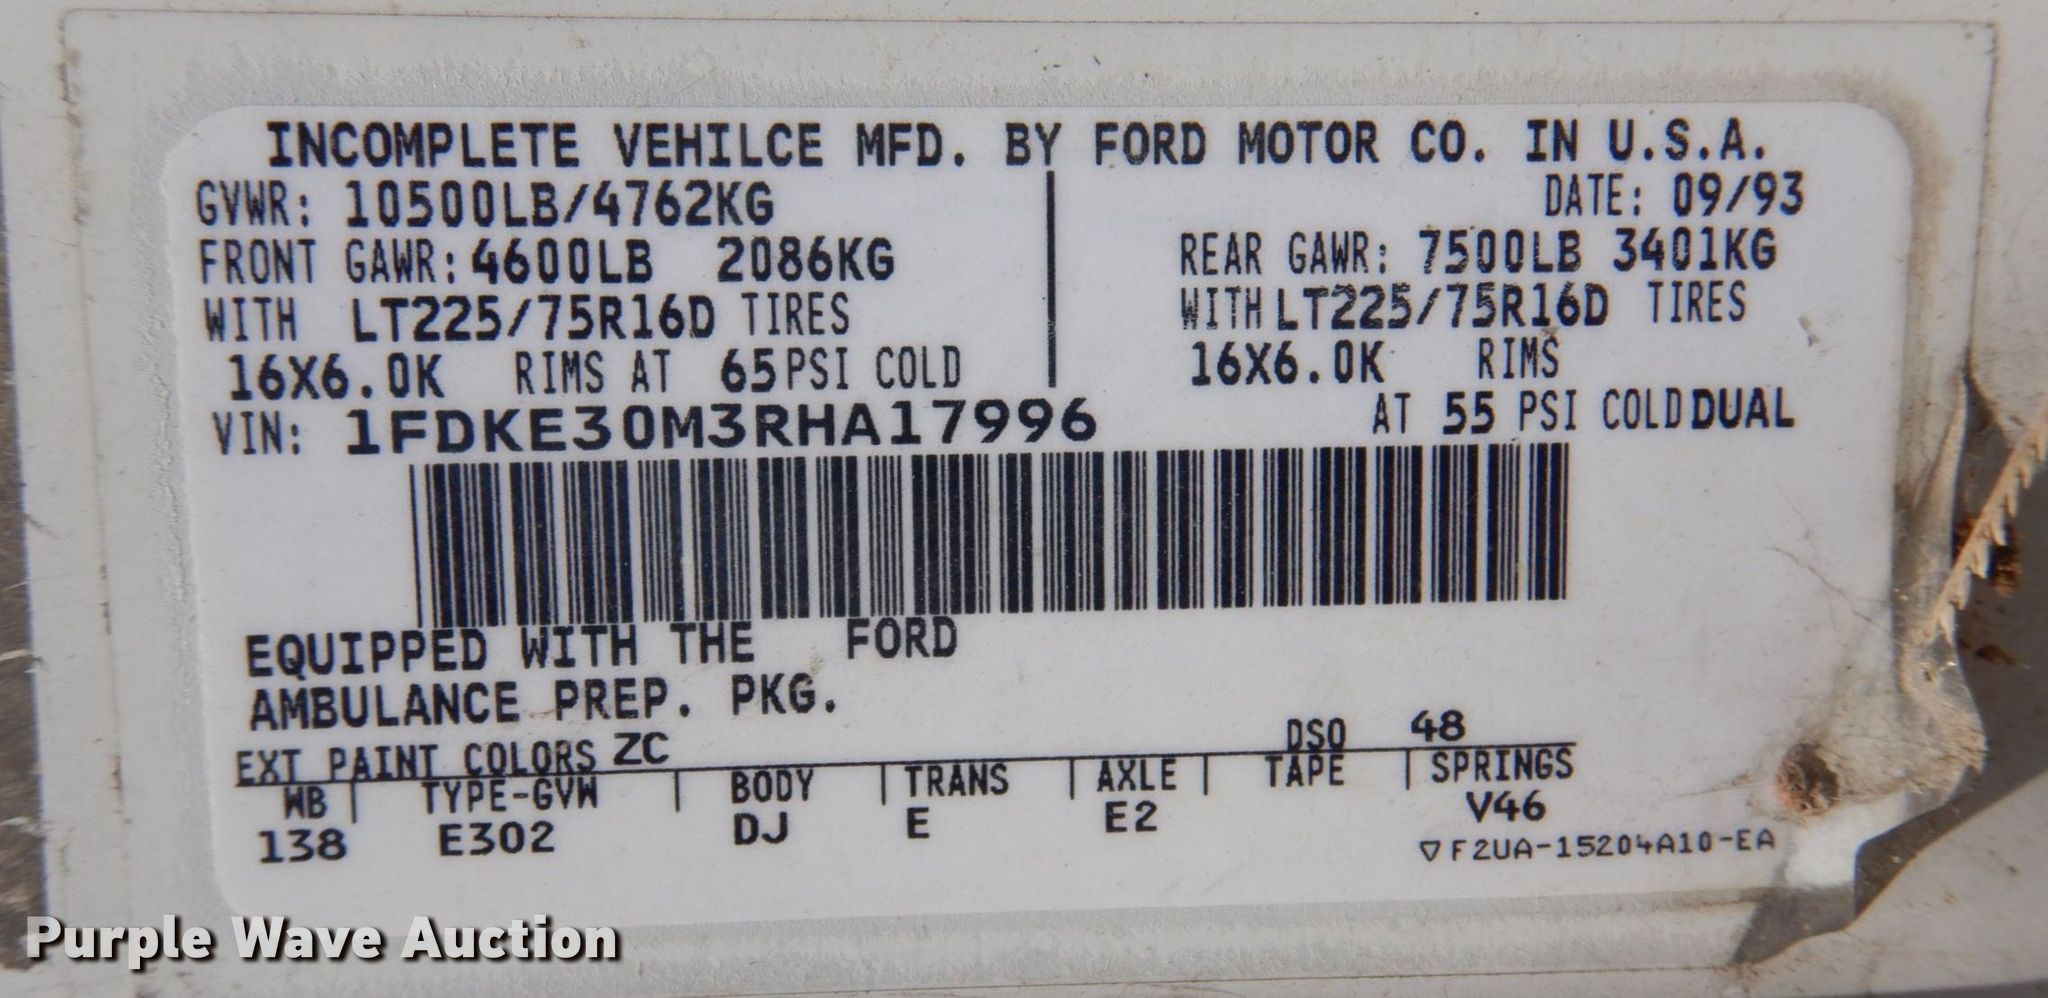 INCOMPLETE VEHILCE MFD. BY FORD MOTOR CO. IN U.S.A.
GVWR: 10500LB/4762KG
DATE: 09/93
FRONT GAWR: 4600LB 2086KG
REAR GAWR: 7500LB 3401KG
WITH LT225/75R16D TIRES
WITH LT225/75R16D TIRES
16X6.0K RIMS AT 65 PSI COLD
16X6.0K RIMS
VIN: 1FDKE30M3RHA17996
AT 55 PSI COLD DUAL
EQUIPPED WITH THE FORD
AMBULANCE PREP. PKG.
EXT PAINT COLORS ZC
DSO 48
WB | TYPE-GVW | BODY | TRANS | AXLE | TAPE | SPRINGS
138 E302 DJ E E2 V46
▽F2UA-15204A10-EA
Purple Wave Auction